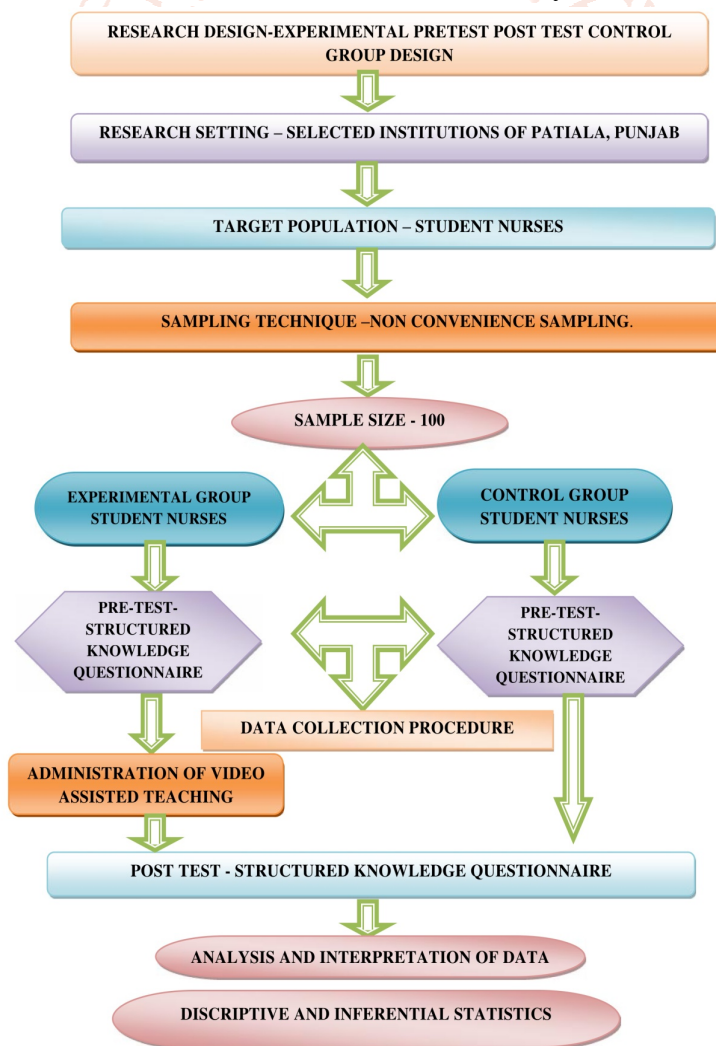 RESEARCH DESIGN-EXPERIMENTAL PRETEST POST TEST CONTROL
GROUP DESIGN
RESEARCH SETTING – SELECTED INSTITUTIONS OF PATIALA, PUNJAB
TARGET POPULATION – STUDENT NURSES
SAMPLING TECHNIQUE –NON CONVENIENCE SAMPLING.
SAMPLE SIZE - 100
EXPERIMENTAL GROUP
STUDENT NURSES
CONTROL GROUP
STUDENT NURSES
PRE-TEST-
STRUCTURED
KNOWLEDGE
QUESTIONNAIRE
PRE-TEST-
STRUCTURED
KNOWLEDGE
QUESTIONNAIRE
DATA COLLECTION PROCEDURE
ADMINISTRATION OF VIDEO
ASSISTED TEACHING
POST TEST - STRUCTURED KNOWLEDGE QUESTIONNAIRE
ANALYSIS AND INTERPRETATION OF DATA
DISCRIPTIVE AND INFERENTIAL STATISTICS